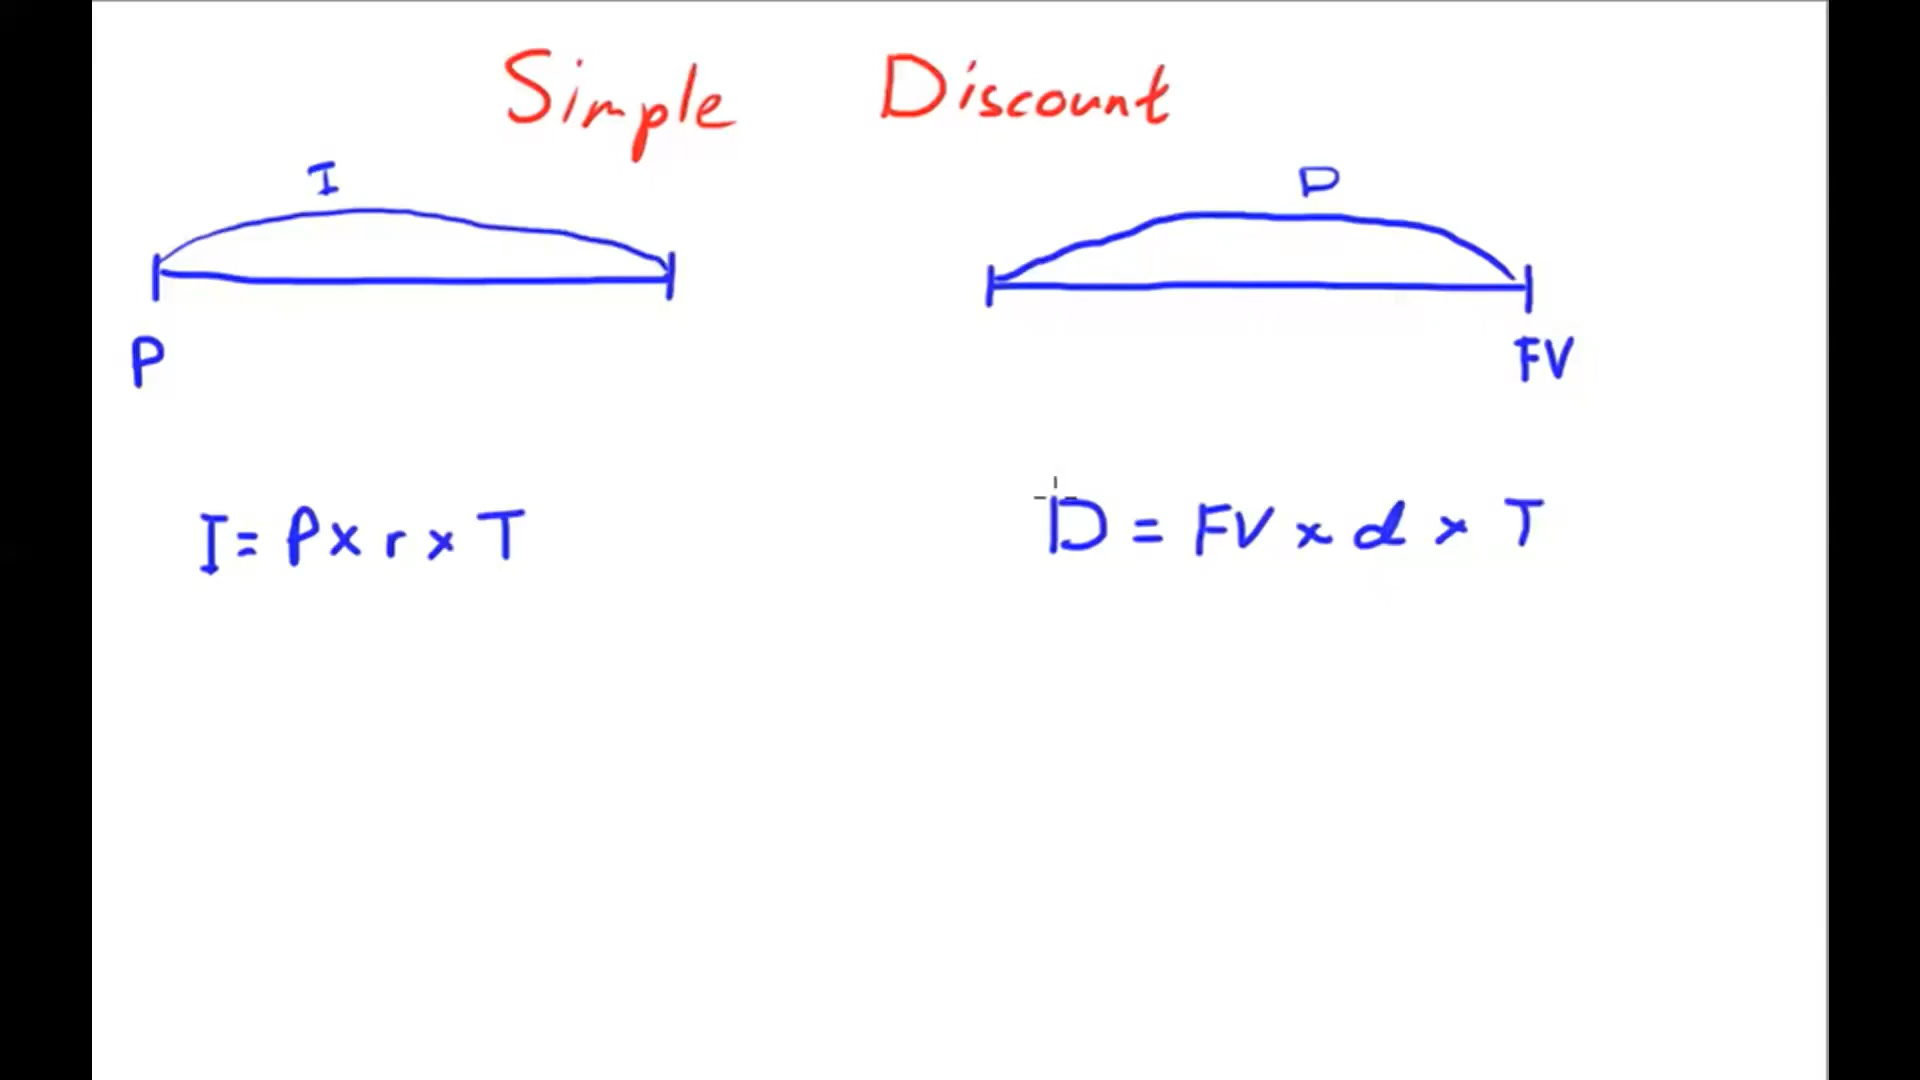 Simple Discount
I
D
P
FV
I = P x r x T
D = FV x d x T